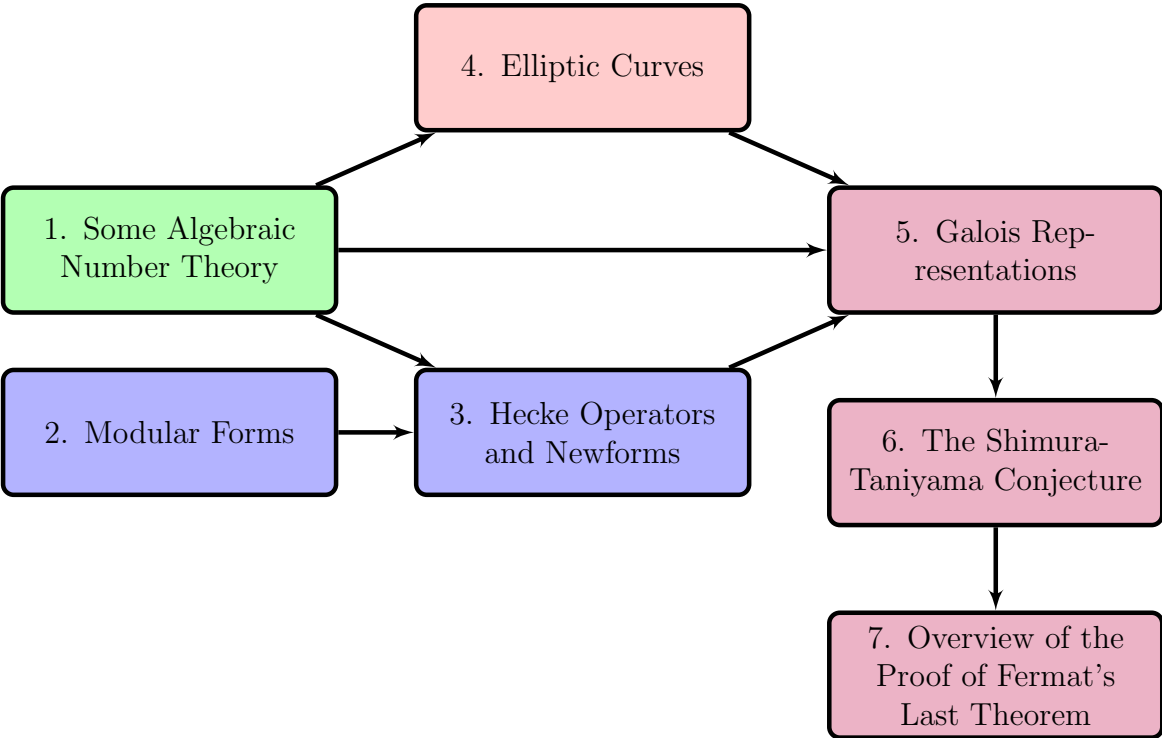 4. Elliptic Curves
1. Some Algebraic
Number Theory
5. Galois Rep-
resentations
2. Modular Forms
3. Hecke Operators
and Newforms
6. The Shimura-
Taniyama Conjecture
7. Overview of the
Proof of Fermat's
Last Theorem